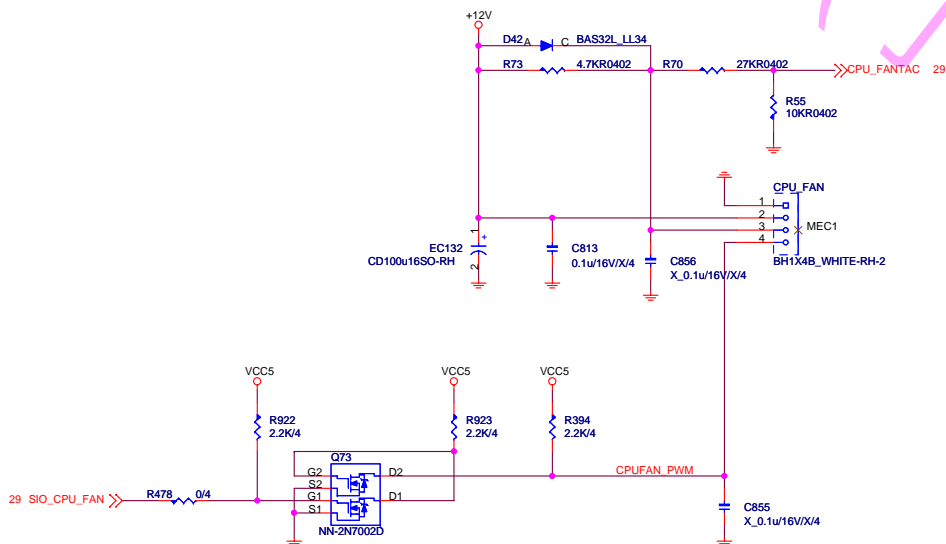 +12V
D42 A C BAS32L_LL34
R73 4.7KR0402 R70 27KR0402 CPU_FANTAC 29
R55
10KR0402
CPU_FAN
1
2
3
4
MEC1
BH1X4B_WHITE-RH-2
1
+
EC132
CD100u16SO-RH
2
C813
0.1u/16V/X/4
C856
X_0.1u/16V/X/4
VCC5 VCC5 VCC5
R922
2.2K/4
R923
2.2K/4
R394
2.2K/4
Q73
G2 D2
S2
G1 D1
S1
NN-2N7002D
CPUFAN_PWM
29 SIO_CPU_FAN R478 0/4
C855
X_0.1u/16V/X/4